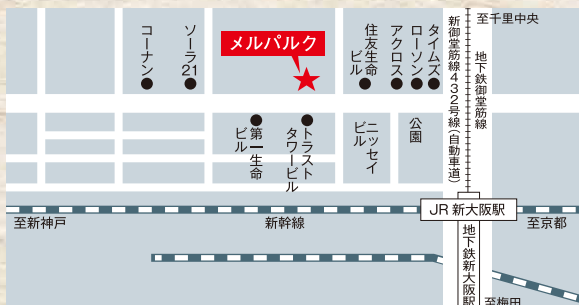 至千里中央
コーナン
ソーラ
21
メルパルク
住友生命
ビル
アクロス
ローソン
タイムズ
新御堂筋線432号線(自動車道)
地下鉄御堂筋線
第一生命
ビル
トラスト
タワービル
ニッセイ
ビル
公園
JR 新大阪駅
至新神戸
新幹線
至京都
地下鉄新大阪駅
至梅田